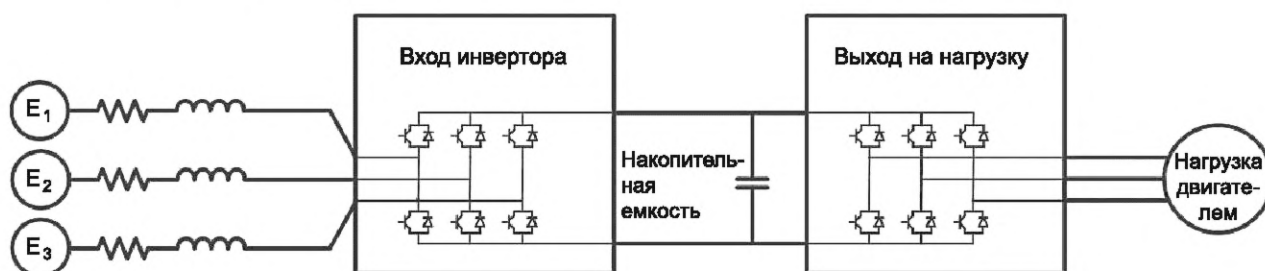 Вход инвертора
Выход на нагрузку
E1
E2
E3
Накопитель-
ная
емкость
Нагрузка
двигате-
лем